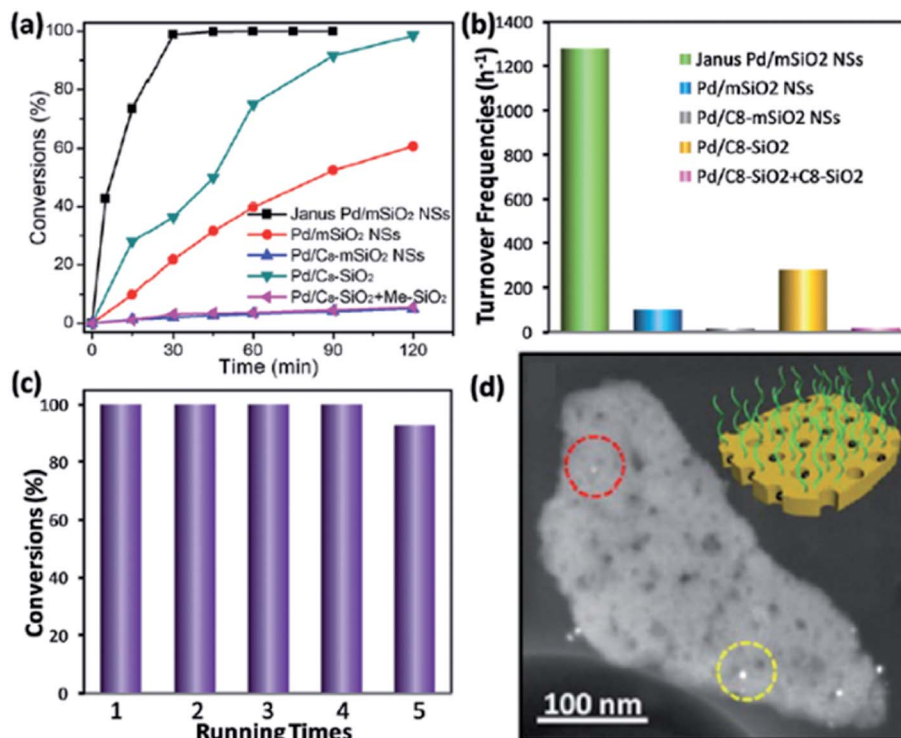 (a)
Conversions (%)
100
80
60
40
20
0
Janus Pd/mSiO₂ NSs
Pd/mSiO₂ NSs
Pd/C₈-mSiO₂ NSs
Pd/C₈-SiO₂
Pd/C₈-SiO₂+Me-SiO₂
0 30 60 90 120
Time (min)
(b)
Turnover Frequencies (h⁻¹)
1400
1200
1000
800
600
400
200
0
Janus Pd/mSiO2 NSs
Pd/mSiO2 NSs
Pd/C8-mSiO2 NSs
Pd/C8-SiO2
Pd/C8-SiO2+C8-SiO2
(c)
Conversions (%)
100
80
60
40
20
0
1 2 3 4 5
Running Times
(d)
100 nm